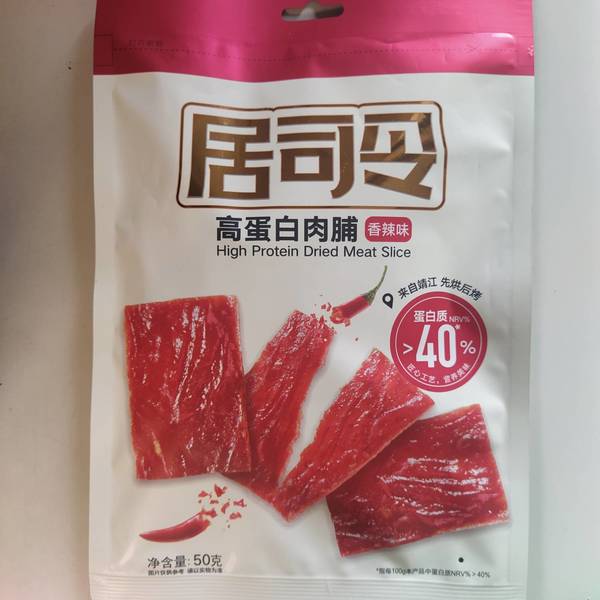 居司令
高蛋白肉脯 香辣味
High Protein Dried Meat Slice
来自靖江 先烘后烤
蛋白质 NRV%
>40*%
匠心工艺，营养美味
净含量: 50克
图片仅供参考 请以实物为准
*指每100g本产品中蛋白质NRV%>40%